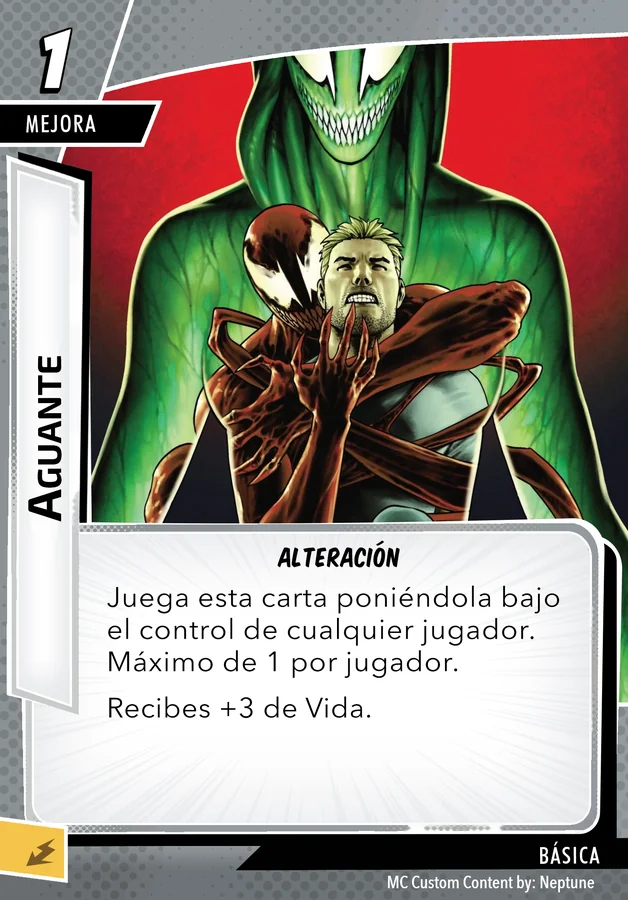 1
MEJORA
AGUANTE
ALTERACIÓN
Juega esta carta poniéndola bajo
el control de cualquier jugador.
Máximo de 1 por jugador.
Recibes +3 de Vida.
BÁSICA
MC Custom Content by: Neptune